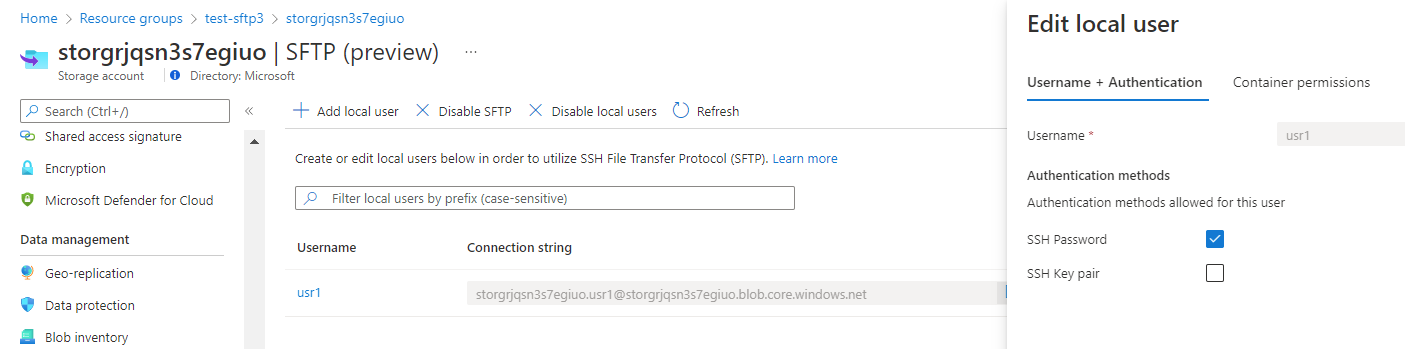 Home > Resource groups > test-sftp3 > storgrjqsn3s7egiuo
storgrjqsn3s7egiuo | SFTP (preview) ...
Storage account
Directory: Microsoft
Search (Ctrl+/)
«
Shared access signature
Encryption
Microsoft Defender for Cloud
Data management
Geo-replication
Data protection
Blob inventory
Add local user
Disable SFTP
Disable local users
Refresh
Create or edit local users below in order to utilize SSH File Transfer Protocol (SFTP). Learn more
Filter local users by prefix (case-sensitive)
Username
Connection string
usr1
storgrjqsn3s7egiuo.usr1@storgrjqsn3s7egiuo.blob.core.windows.net
Edit local user
Username + Authentication
Container permissions
Username *
usr1
Authentication methods
Authentication methods allowed for this user
SSH Password
SSH Key pair